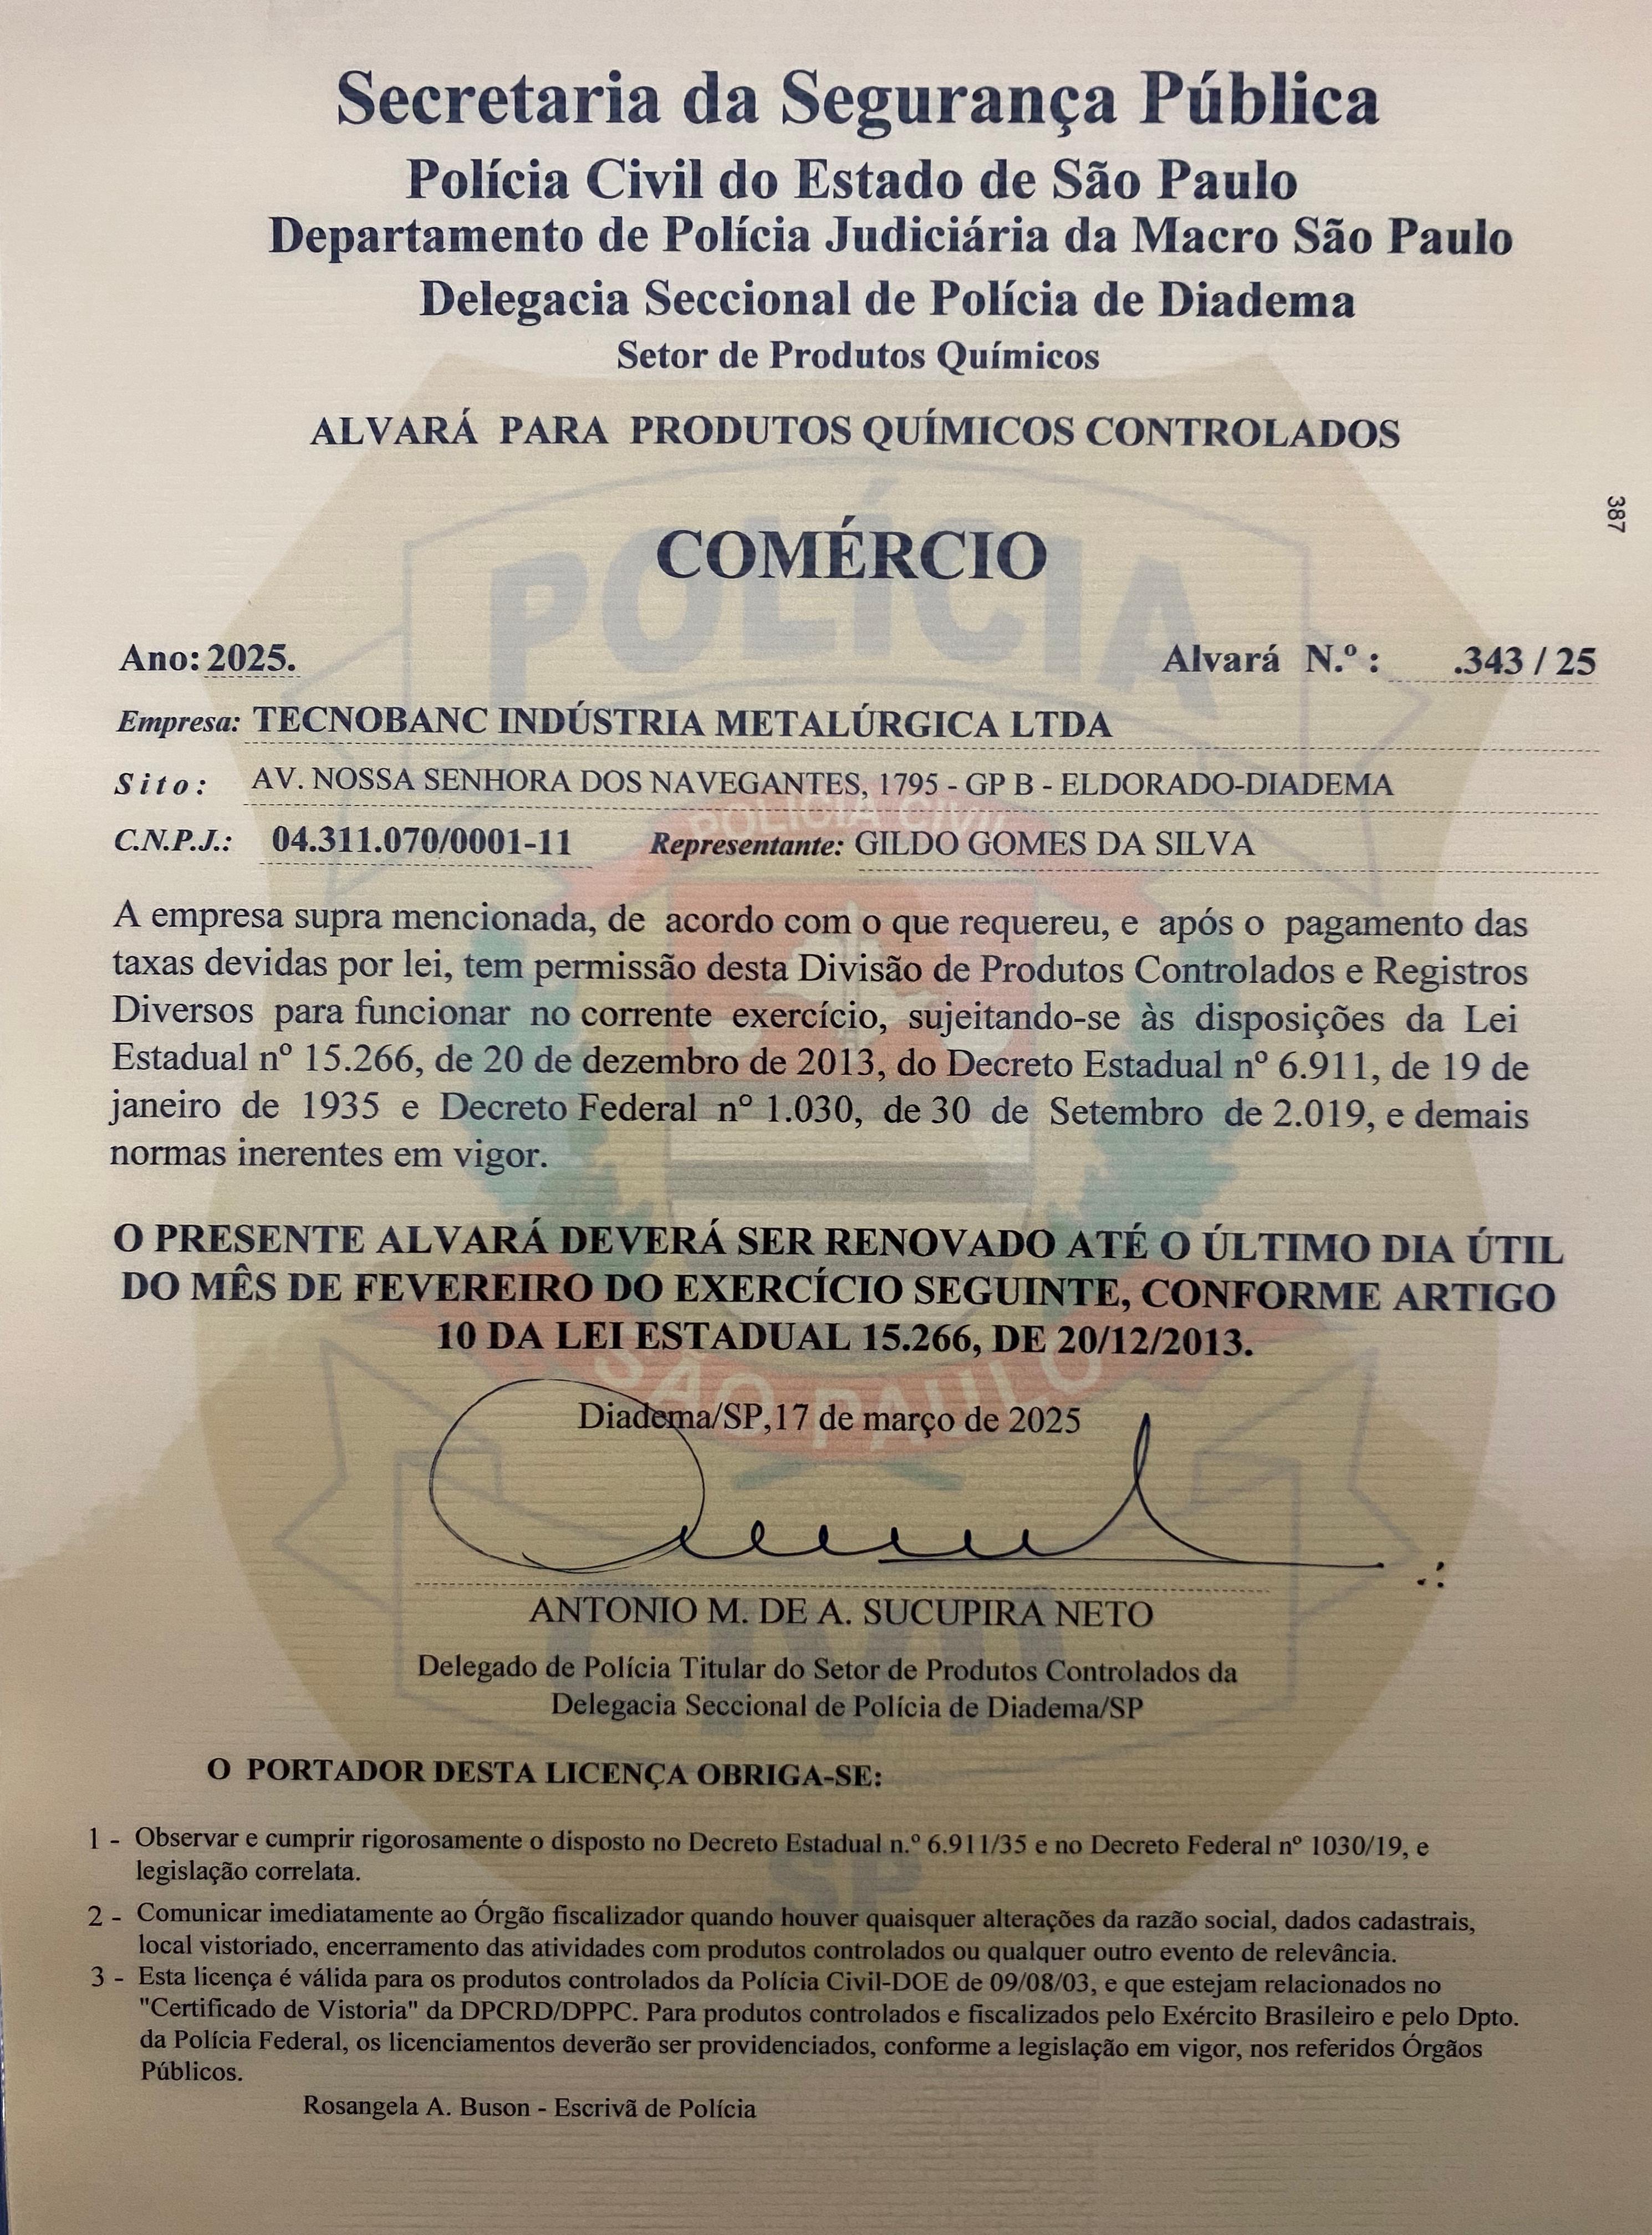 Secretaria da Segurança Pública
Polícia Civil do Estado de São Paulo
Departamento de Polícia Judiciária da Macro São Paulo
Delegacia Seccional de Polícia de Diadema
Setor de Produtos Químicos
ALVARÁ PARA PRODUTOS QUÍMICOS CONTROLADOS
387
COMÉRCIO
POLÍCIA
Ano: 2025. Alvará N.º : .343 / 25
Empresa: TECNOBANC INDÚSTRIA METALÚRGICA LTDA
Sito: AV. NOSSA SENHORA DOS NAVEGANTES, 1795 - GP B - ELDORADO-DIADEMA
POLÍCIA CIVIL
C.N.P.J.: 04.311.070/0001-11 Representante: GILDO GOMES DA SILVA
A empresa supra mencionada, de acordo com o que requereu, e após o pagamento das
taxas devidas por lei, tem permissão desta Divisão de Produtos Controlados e Registros
Diversos para funcionar no corrente exercício, sujeitando-se às disposições da Lei
Estadual nº 15.266, de 20 de dezembro de 2013, do Decreto Estadual nº 6.911, de 19 de
janeiro de 1935 e Decreto Federal nº 1.030, de 30 de Setembro de 2.019, e demais
normas inerentes em vigor.
O PRESENTE ALVARÁ DEVERÁ SER RENOVADO ATÉ O ÚLTIMO DIA ÚTIL
DO MÊS DE FEVEREIRO DO EXERCÍCIO SEGUINTE, CONFORME ARTIGO
10 DA LEI ESTADUAL 15.266, DE 20/12/2013.
SÃO PAULO
Diadema/SP,17 de março de 2025
ANTONIO M. DE A. SUCUPIRA NETO
CIVIL
Delegado de Polícia Titular do Setor de Produtos Controlados da
Delegacia Seccional de Polícia de Diadema/SP
O PORTADOR DESTA LICENÇA OBRIGA-SE:
1 - Observar e cumprir rigorosamente o disposto no Decreto Estadual n.º 6.911/35 e no Decreto Federal nº 1030/19, e
legislação correlata.
SP
2 - Comunicar imediatamente ao Órgão fiscalizador quando houver quaisquer alterações da razão social, dados cadastrais,
local vistoriado, encerramento das atividades com produtos controlados ou qualquer outro evento de relevância.
3 - Esta licença é válida para os produtos controlados da Polícia Civil-DOE de 09/08/03, e que estejam relacionados no
"Certificado de Vistoria" da DPCRD/DPPC. Para produtos controlados e fiscalizados pelo Exército Brasileiro e pelo Dpto.
da Polícia Federal, os licenciamentos deverão ser providenciados, conforme a legislação em vigor, nos referidos Órgãos
Públicos.
Rosangela A. Buson - Escrivã de Polícia